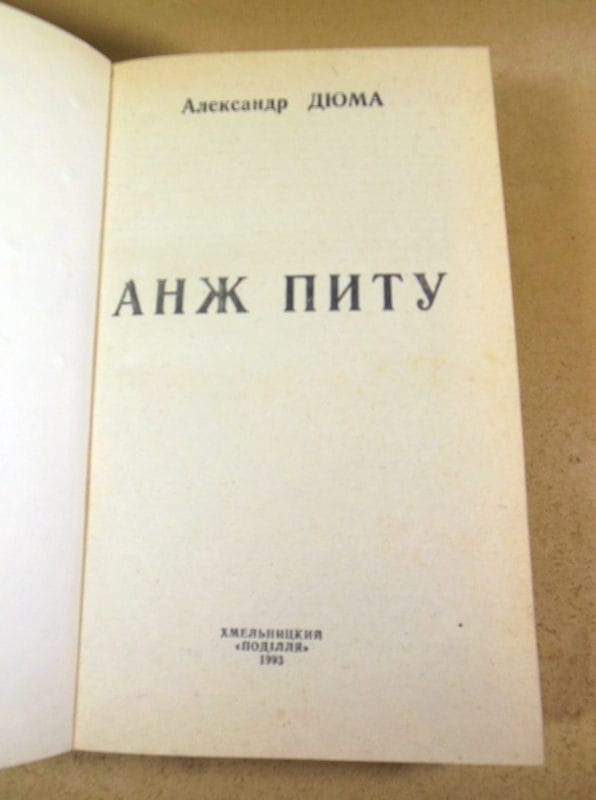 Александр ДЮМА
АНЖ ПИТУ
ХМЕЛЬНИЦКИЙ
«ПОДІЛЛЯ»
1993